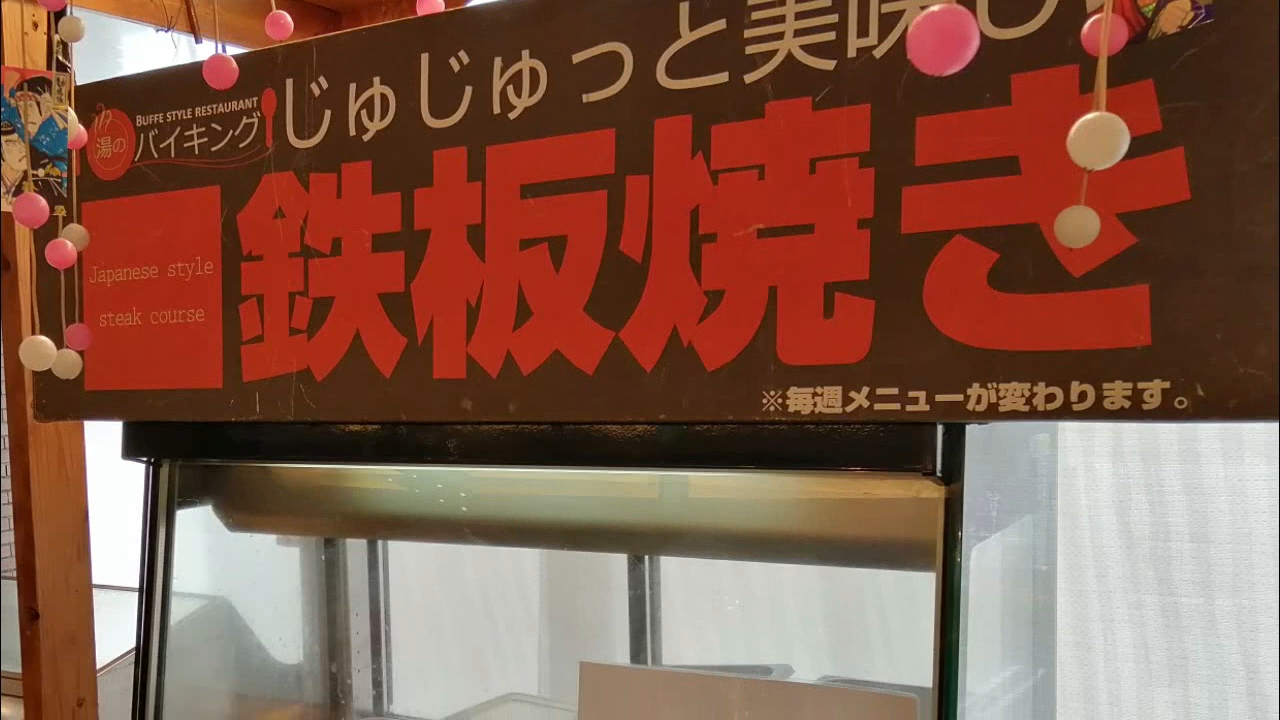 じゅじゅっと美味し
BUFFE STYLE RESTAURANT
湯の
バイキング
鉄板焼き
Japanese style
steak course
※毎週メニューが変わります。